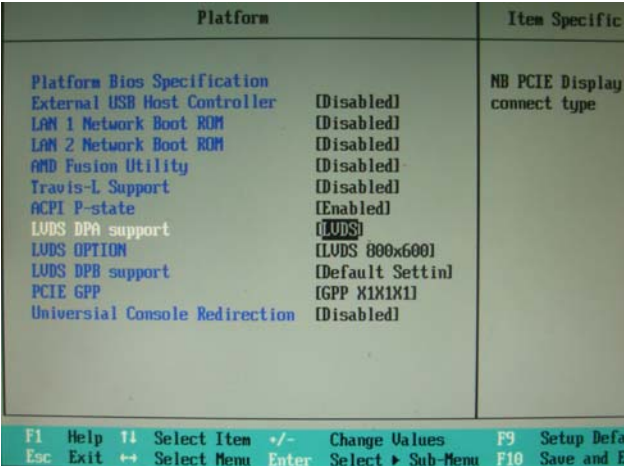 Platform
Item Specific
Platform Bios Specification
External USB Host Controller [Disabled]
LAN 1 Network Boot ROM [Disabled]
LAN 2 Network Boot ROM [Disabled]
AMD Fusion Utility [Disabled]
Travis-L Support [Disabled]
ACPI P-state [Enabled]
LVDS DPA support [LVDS]
LVDS OPTION [LVDS 800x600]
LVDS DPB support [Default Settin]
PCIE GPP [GPP X1X1X1]
Universial Console Redirection [Disabled]
NB PCIE Display
connect type
F1 Help ↑↓ Select Item +/- Change Values F9 Setup Defa
Esc Exit ↔ Select Menu Enter Select ▶ Sub-Menu F10 Save and E